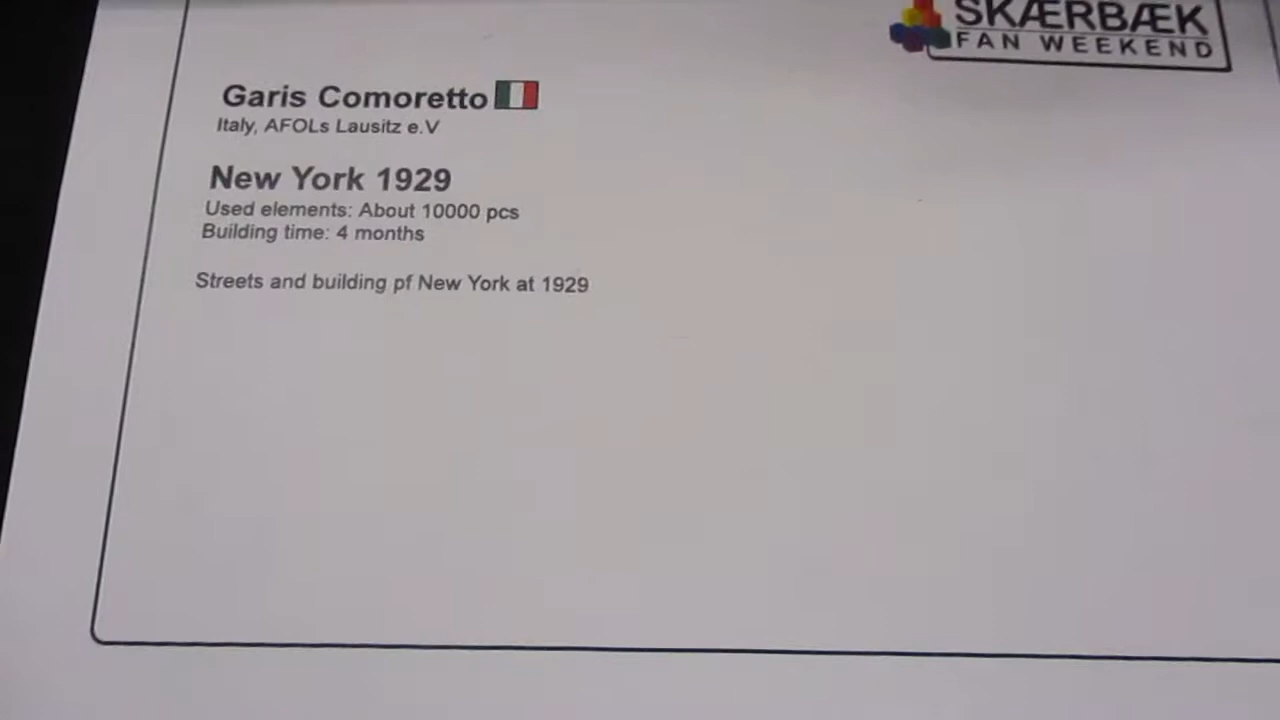 SKÆRBÆK
FAN WEEKEND
Garis Comoretto
Italy, AFOLs Lausitz e.V
New York 1929
Used elements: About 10000 pcs
Building time: 4 months
Streets and building pf New York at 1929